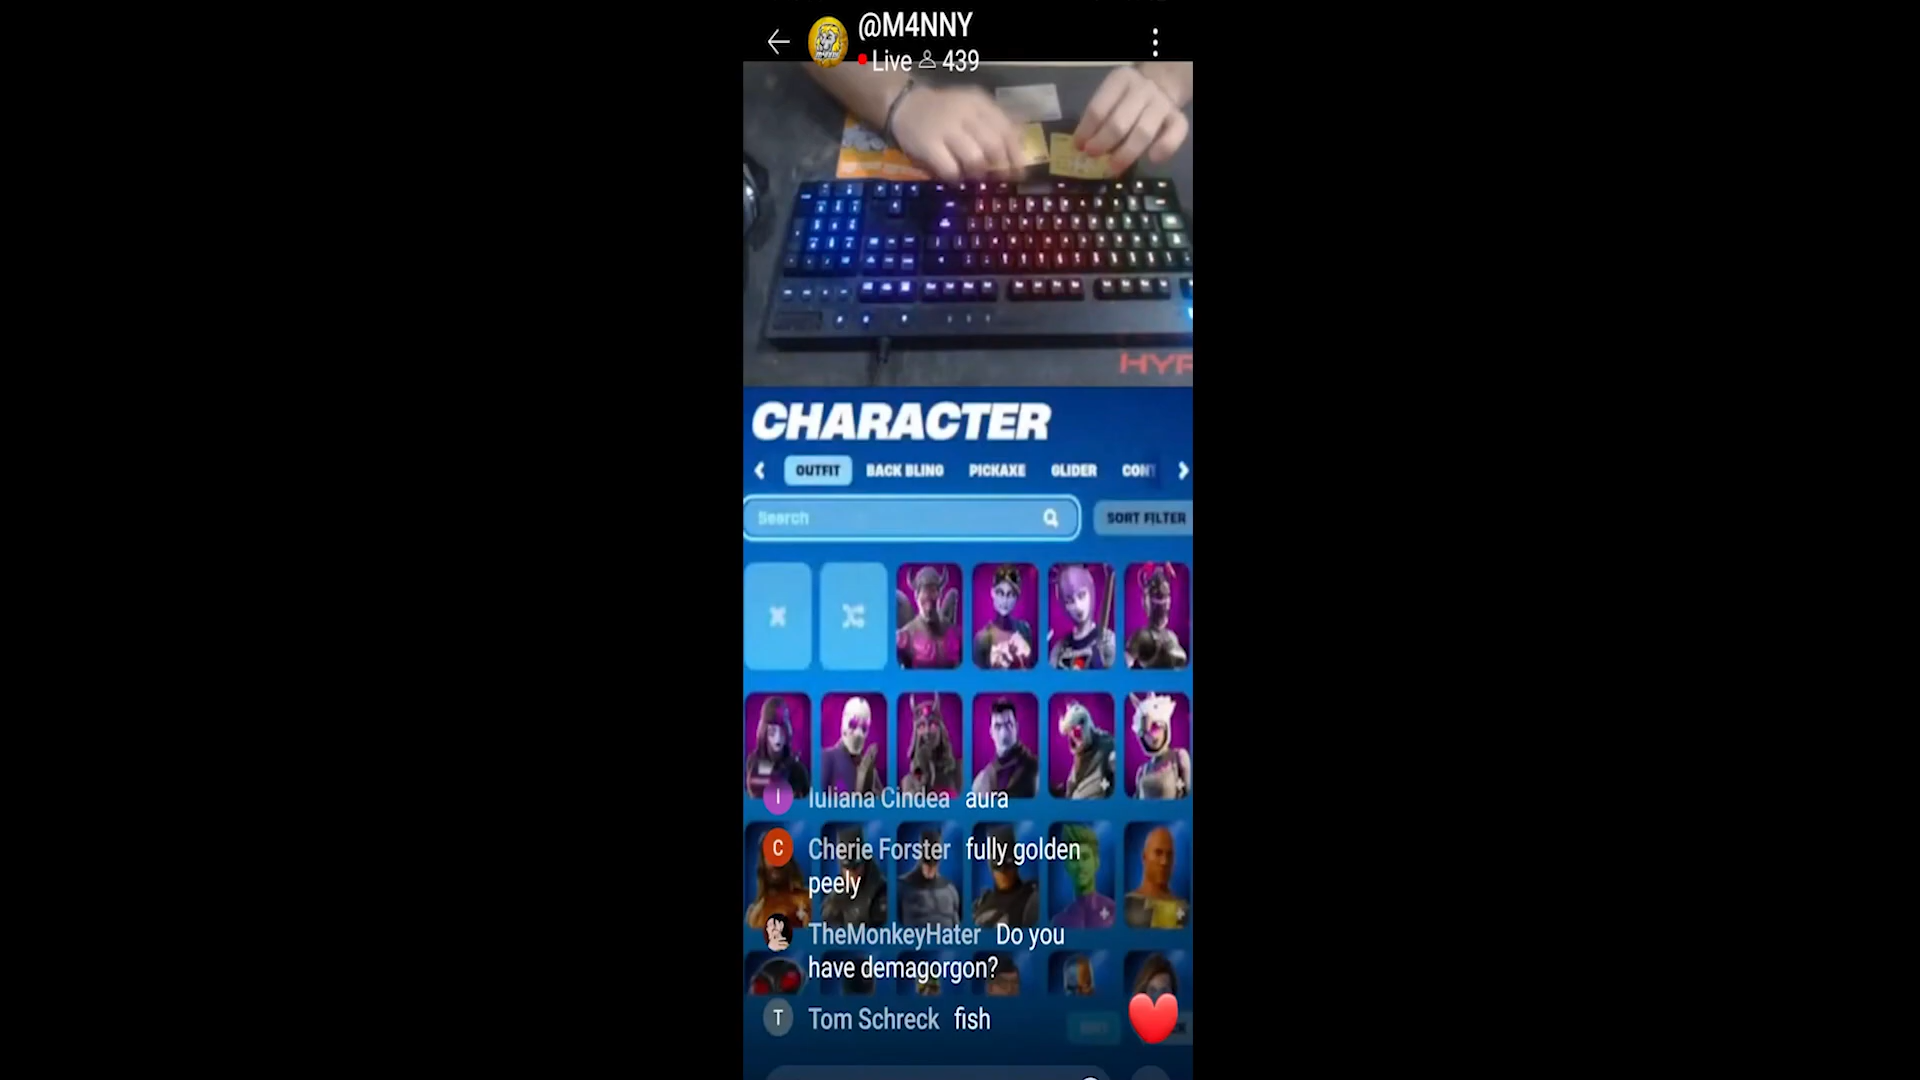 @M4NNY
Live 439
HYP
CHARACTER
OUTFIT BACK BLING PICKAXE GLIDER CONT
Search SORT FILTER
Iuliana Cindea aura
Cherie Forster fully golden
peely
TheMonkeyHater Do you
have demagorgon?
T Tom Schreck fish